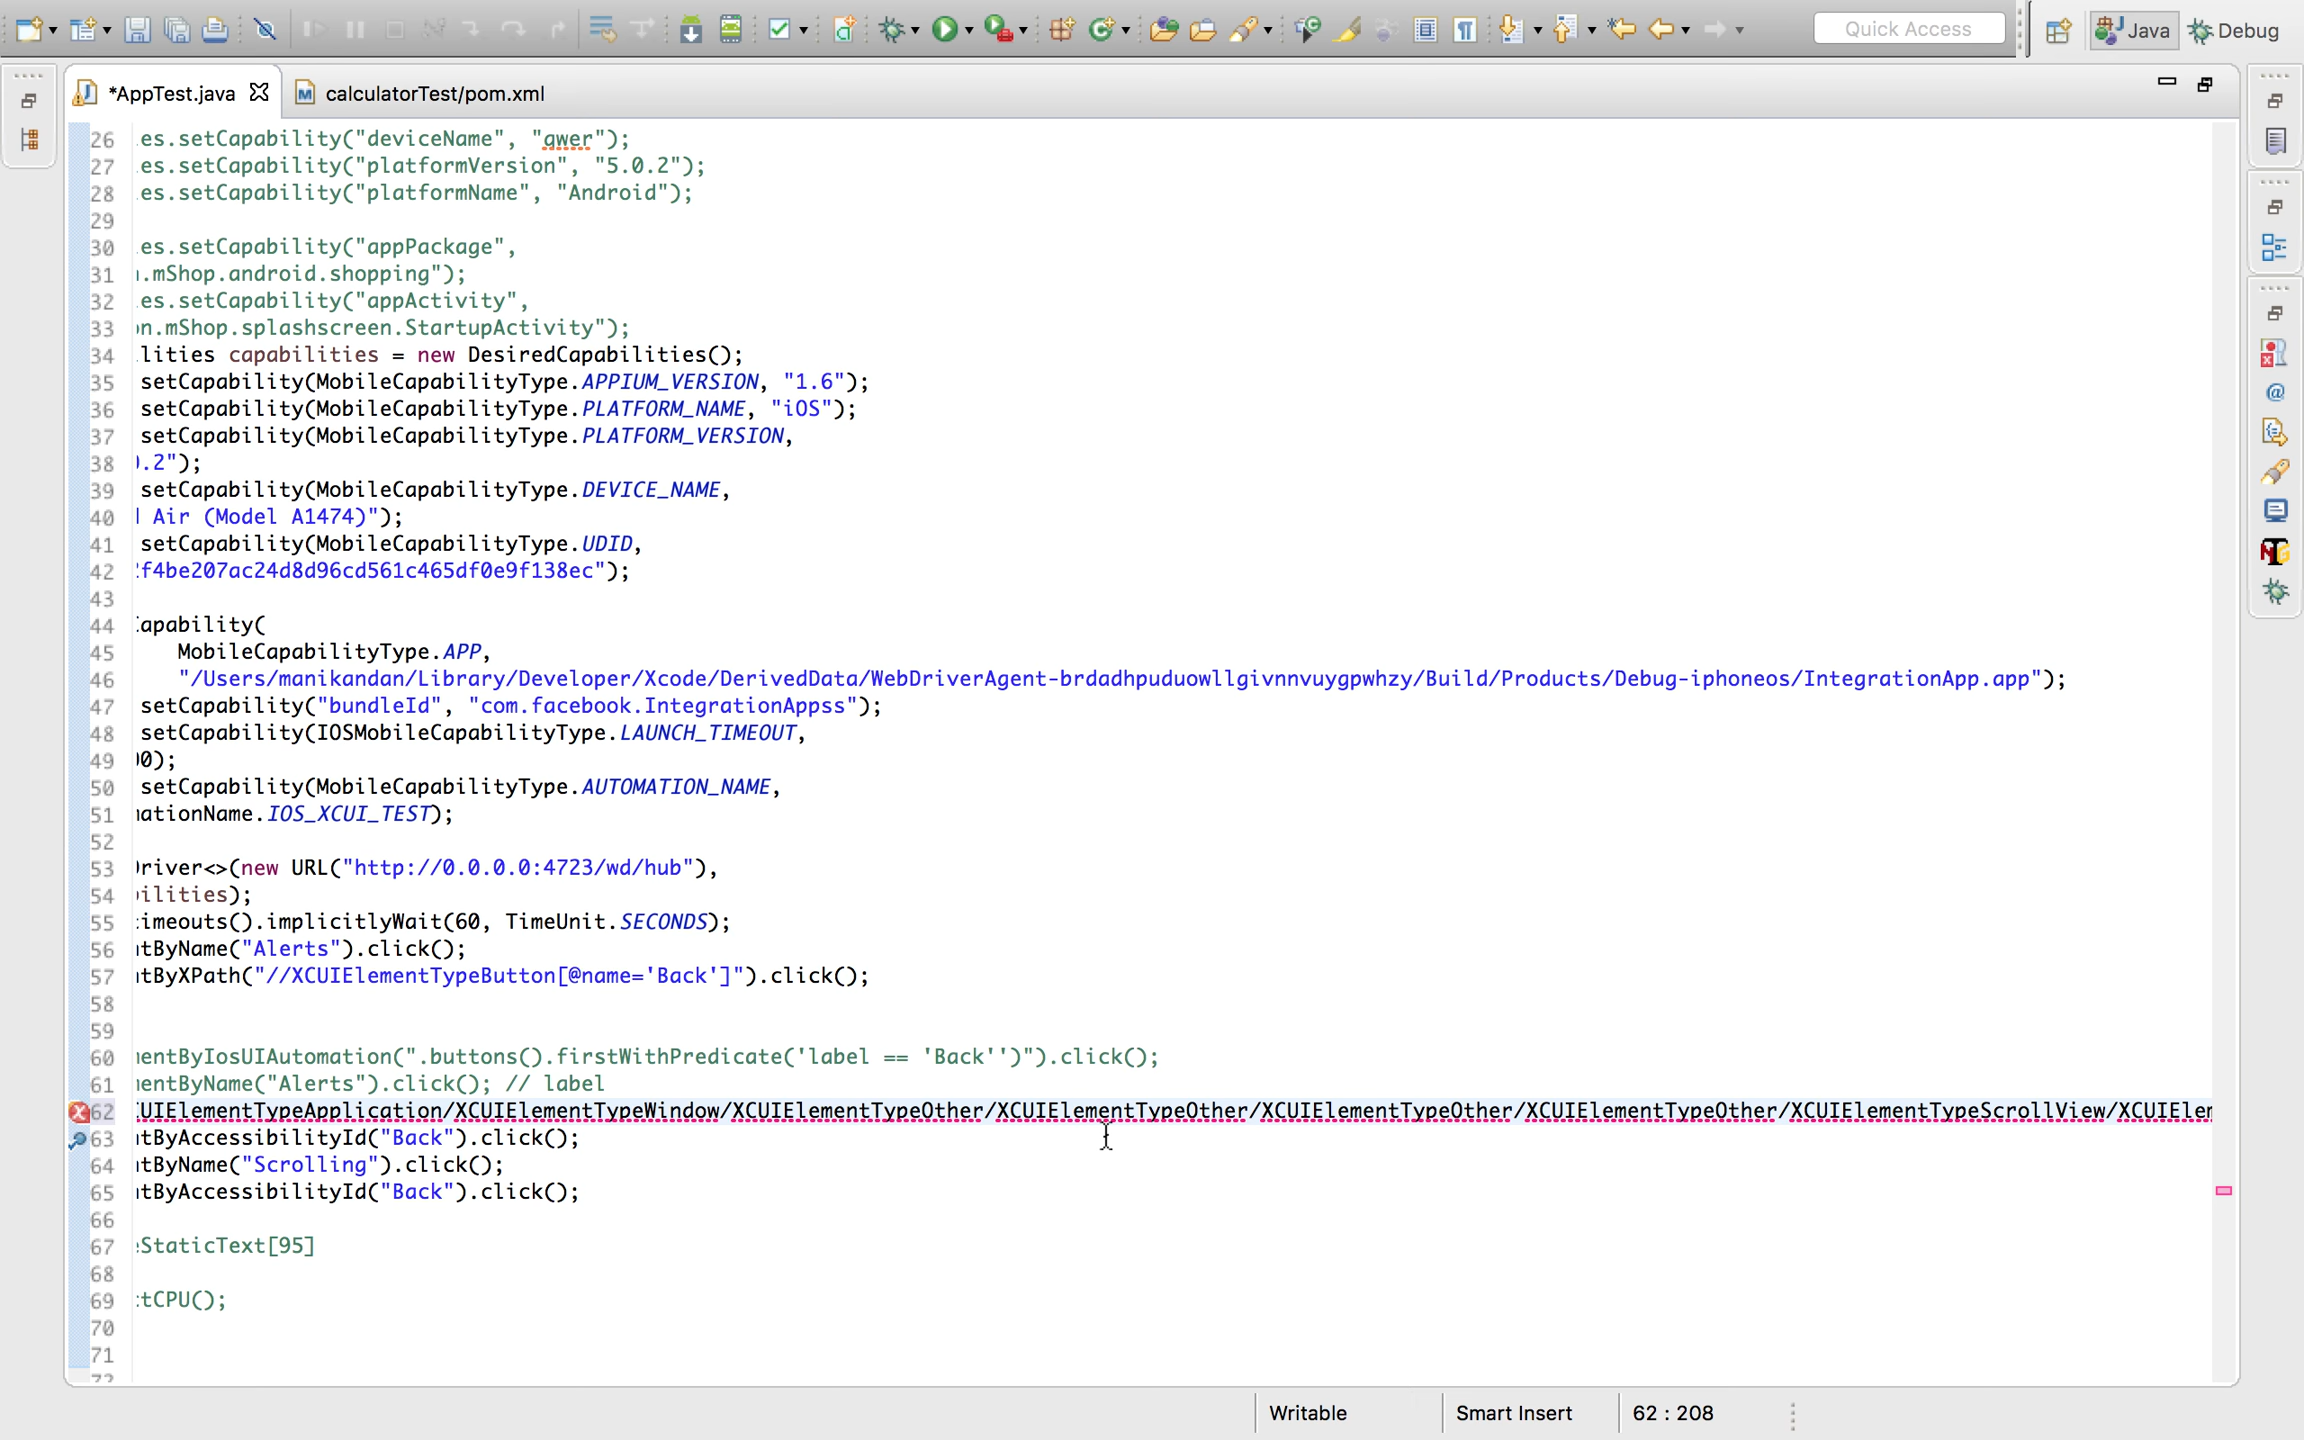 Quick Access
Java
Debug
*AppTest.java
calculatorTest/pom.xml
26 es.setCapability("deviceName", "qwer");
27 es.setCapability("platformVersion", "5.0.2");
28 es.setCapability("platformName", "Android");
29
30 es.setCapability("appPackage",
31 .mShop.android.shopping");
32 es.setCapability("appActivity",
33 n.mShop.splashscreen.StartupActivity");
34 lities capabilities = new DesiredCapabilities();
35 setCapability(MobileCapabilityType.APPIUM_VERSION, "1.6");
36 setCapability(MobileCapabilityType.PLATFORM_NAME, "iOS");
37 setCapability(MobileCapabilityType.PLATFORM_VERSION,
38 .2");
39 setCapability(MobileCapabilityType.DEVICE_NAME,
40 Air (Model A1474)");
41 setCapability(MobileCapabilityType.UDID,
42 f4be207ac24d8d96cd561c465df0e9f138ec");
43
44 apability(
45 MobileCapabilityType.APP,
46 "/Users/manikandan/Library/Developer/Xcode/DerivedData/WebDriverAgent-brdadhpuduowllgivnnvuygpwhzy/Build/Products/Debug-iphoneos/IntegrationApp.app");
47 setCapability("bundleId", "com.facebook.IntegrationAppss");
48 setCapability(IOSMobileCapabilityType.LAUNCH_TIMEOUT,
49 0);
50 setCapability(MobileCapabilityType.AUTOMATION_NAME,
51 ationName.IOS_XCUI_TEST);
52
53 river<>(new URL("http://0.0.0.0:4723/wd/hub"),
54 ilities);
55 imeouts().implicitlyWait(60, TimeUnit.SECONDS);
56 tByName("Alerts").click();
57 tByXPath("//XCUIElementTypeButton[@name='Back']").click();
58
59
60 mentByIosUIAutomation(".buttons().firstWithPredicate('label == 'Back'')").click();
61 mentByName("Alerts").click(); // label
62 UIElementTypeApplication/XCUIElementTypeWindow/XCUIElementTypeOther/XCUIElementTypeOther/XCUIElementTypeOther/XCUIElementTypeOther/XCUIElementTypeScrollView/XCUIElem
63 tByAccessibilityId("Back").click();
64 tByName("Scrolling").click();
65 tByAccessibilityId("Back").click();
66
67 StaticText[95]
68
69 tCPU();
70
71
72
Writable
Smart Insert
62 : 208